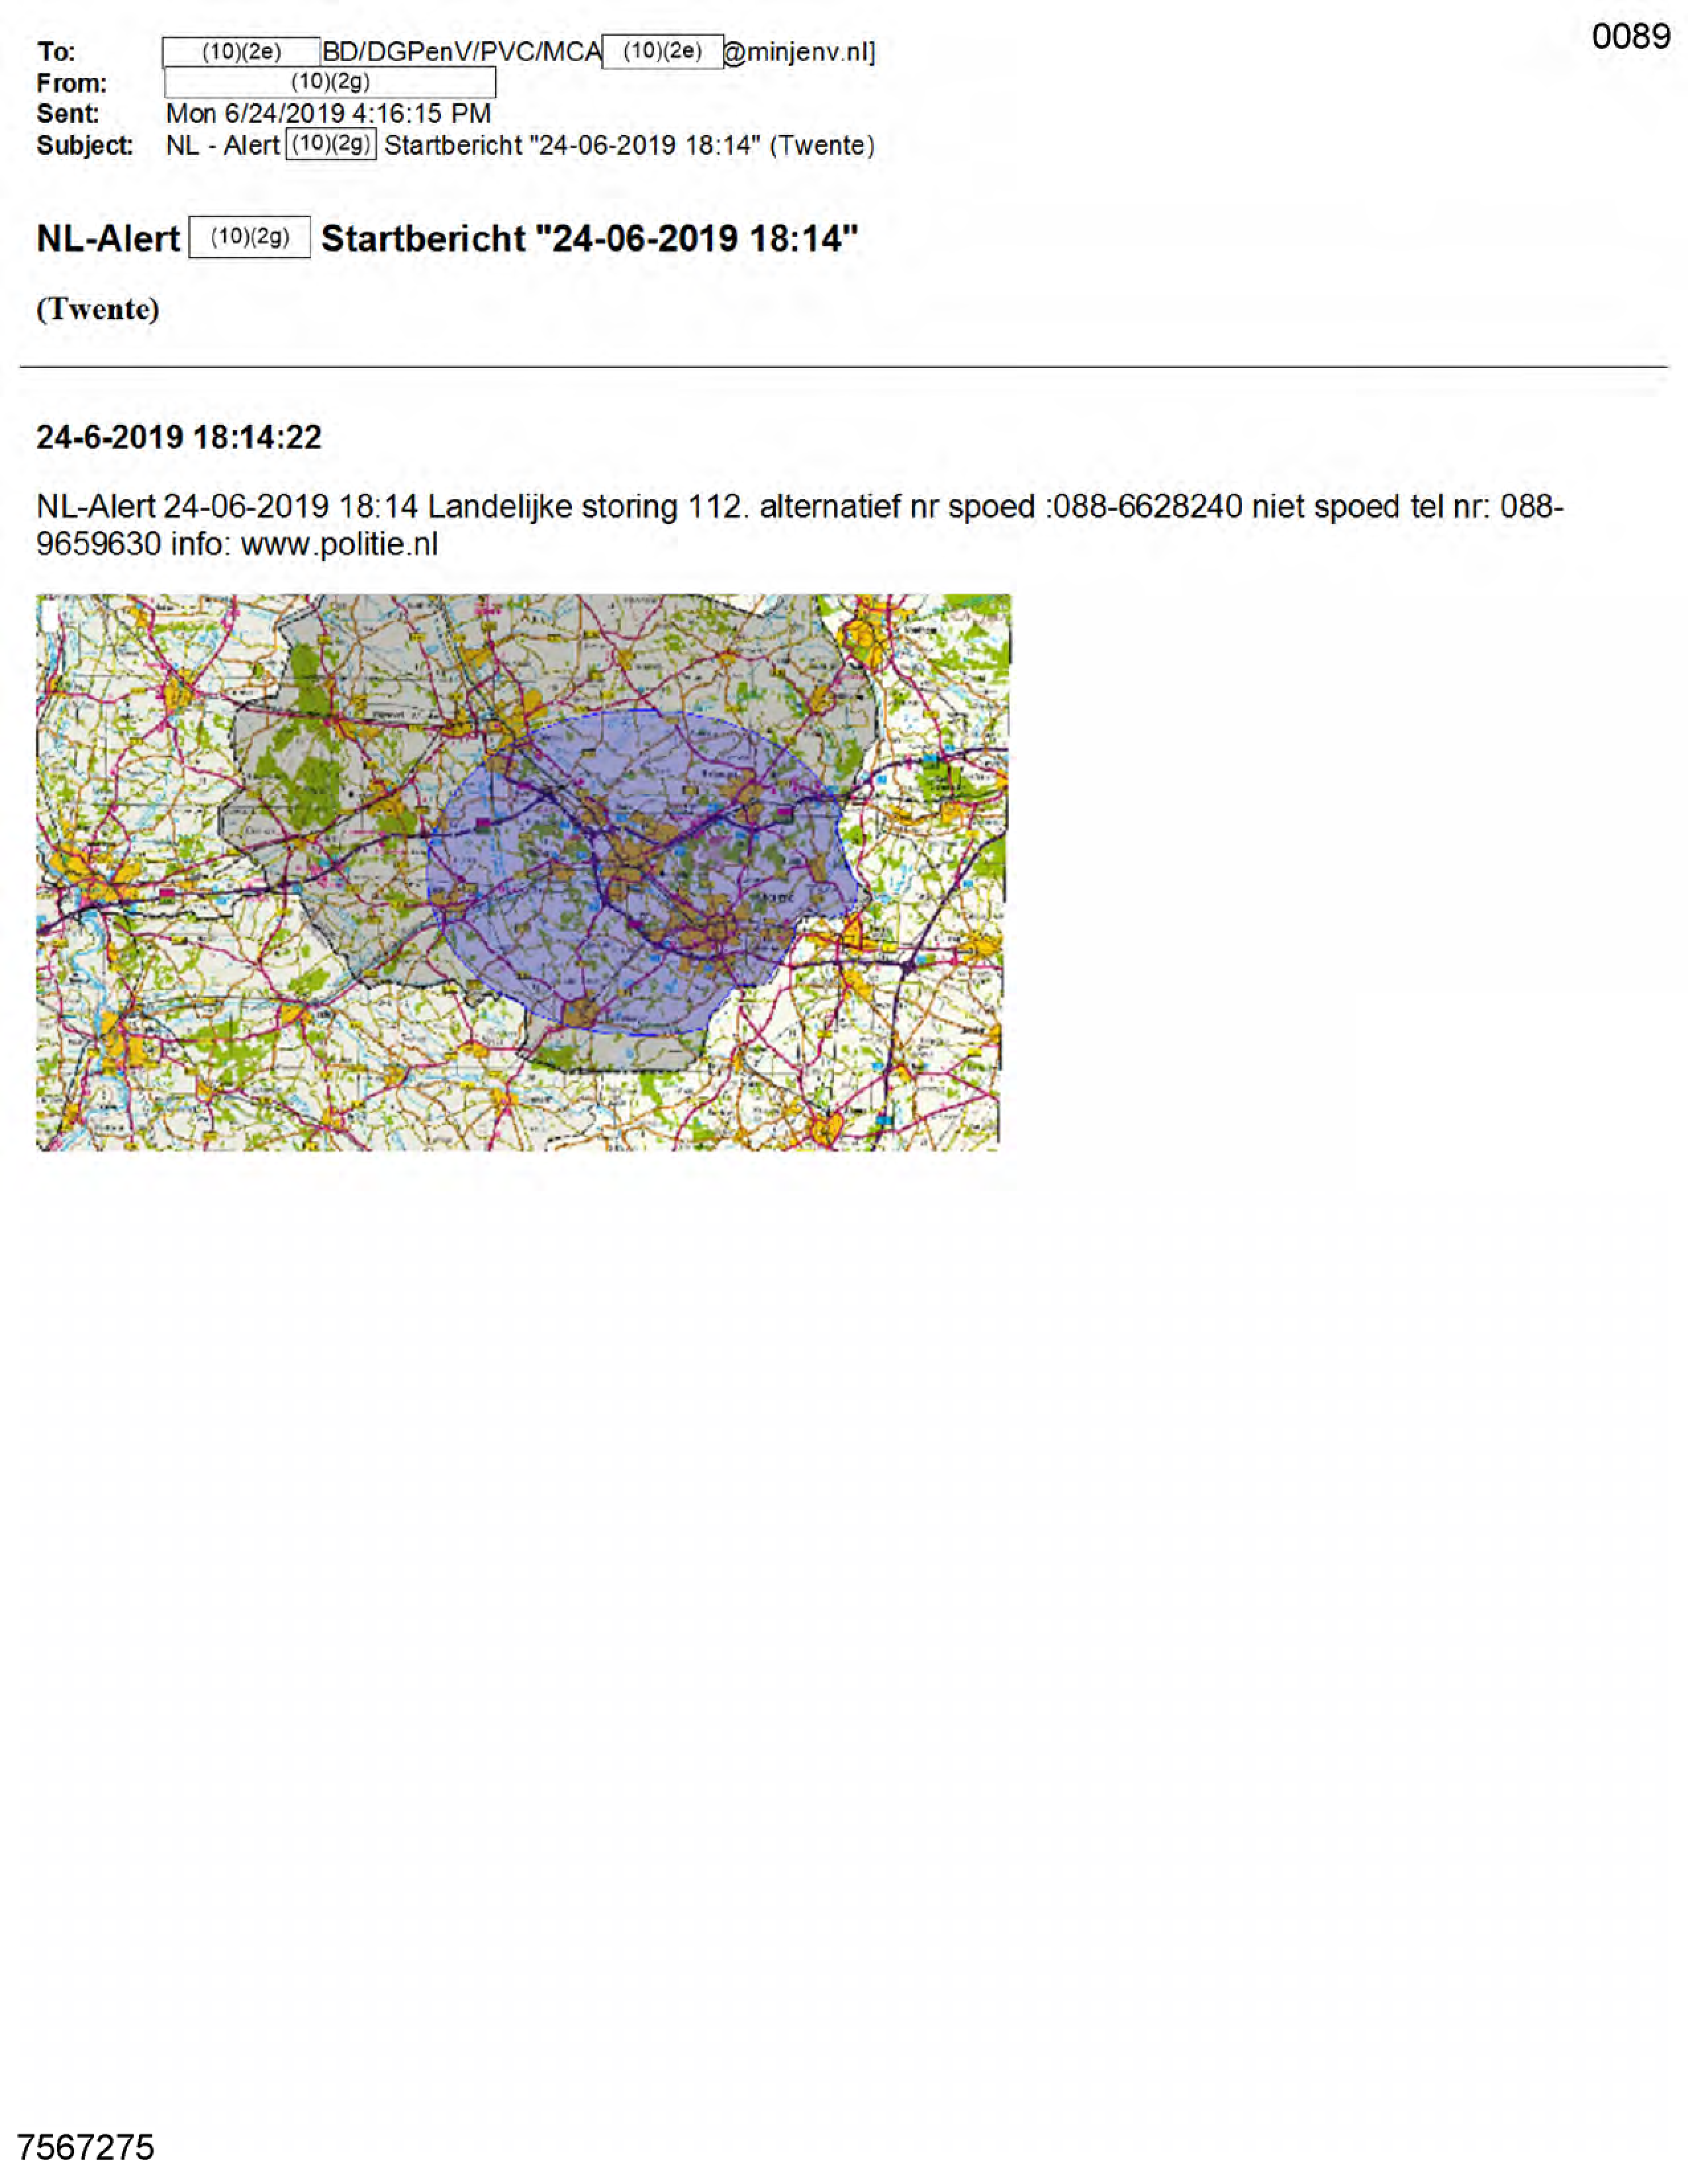 0089
To: (10)(2e) BD/DGPenV/PVC/MCA (10)(2e) @minjenv.nl]
From: (10)(2g)
Sent: Mon 6/24/2019 4:16:15 PM
Subject: NL - Alert (10)(2g) Startbericht "24-06-2019 18:14" (Twente)
NL-Alert (10)(2g) Startbericht "24-06-2019 18:14"
(Twente)
24-6-2019 18:14:22
NL-Alert 24-06-2019 18:14 Landelijke storing 112. alternatief nr spoed :088-6628240 niet spoed tel nr: 088-
9659630 info: www.politie.nl
7567275